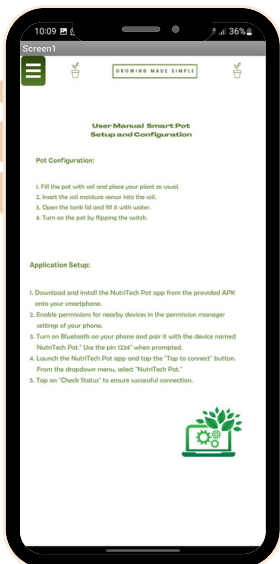 10:09
36%
Screen1
GROWING MADE SIMPLE
User Manual Smart Pot
Setup and Configuration
Pot Configuration:
1. Fill the pot with soil and place your plant as usual.
2. Insert the soil moisture sensor into the soil.
3. Open the tank lid and fill it with water.
4. Turn on the pot by flipping the switch.
Application Setup:
1. Download and install the NutriTech Pot app from the provided APK
onto your smartphone.
2. Enable permissions for nearby devices in the permission manager
settings of your phone.
3. Turn on Bluetooth on your phone and pair it with the device named
NutriTech Pot." Use the pin 1234" when prompted.
4. Launch the NutriTech Pot app and tap the "Tap to connect" button.
From the dropdown menu, select "NutriTech Pot."
5. Tap on "Check Status" to ensure succesful connection.